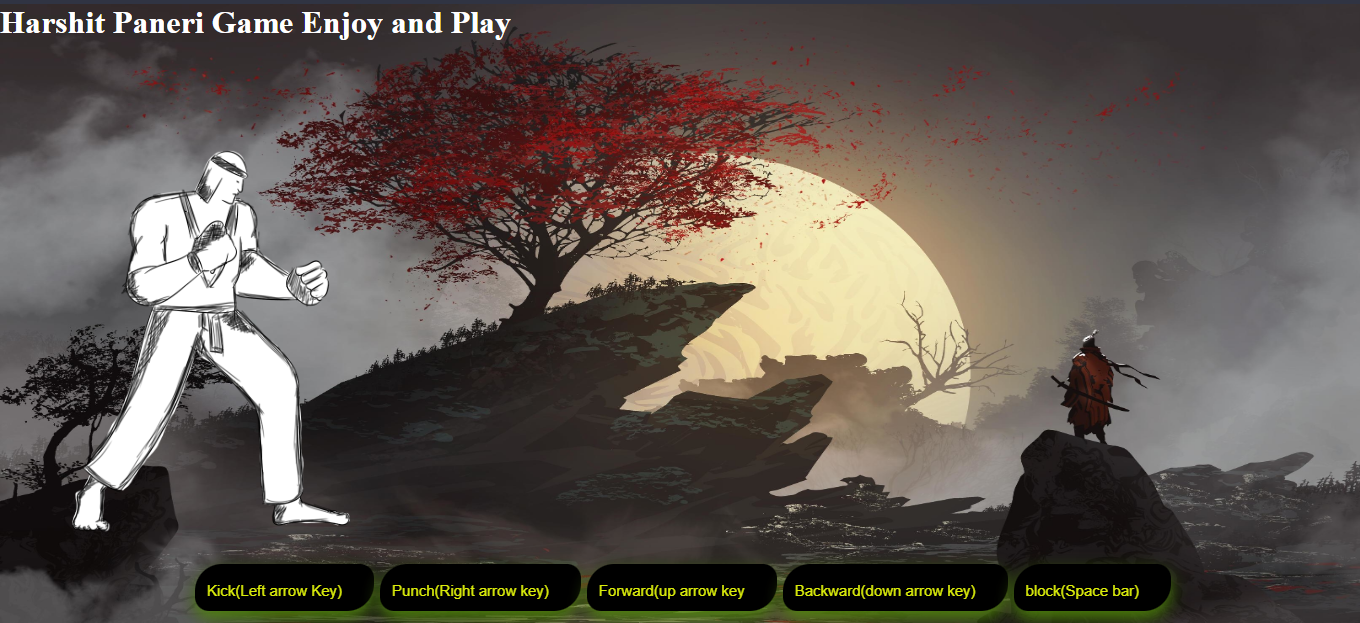 Harshit Paneri Game Enjoy and Play
Kick(Left arrow Key)
Punch(Right arrow key)
Forward(up arrow key
Backward(down arrow key)
block(Space bar)